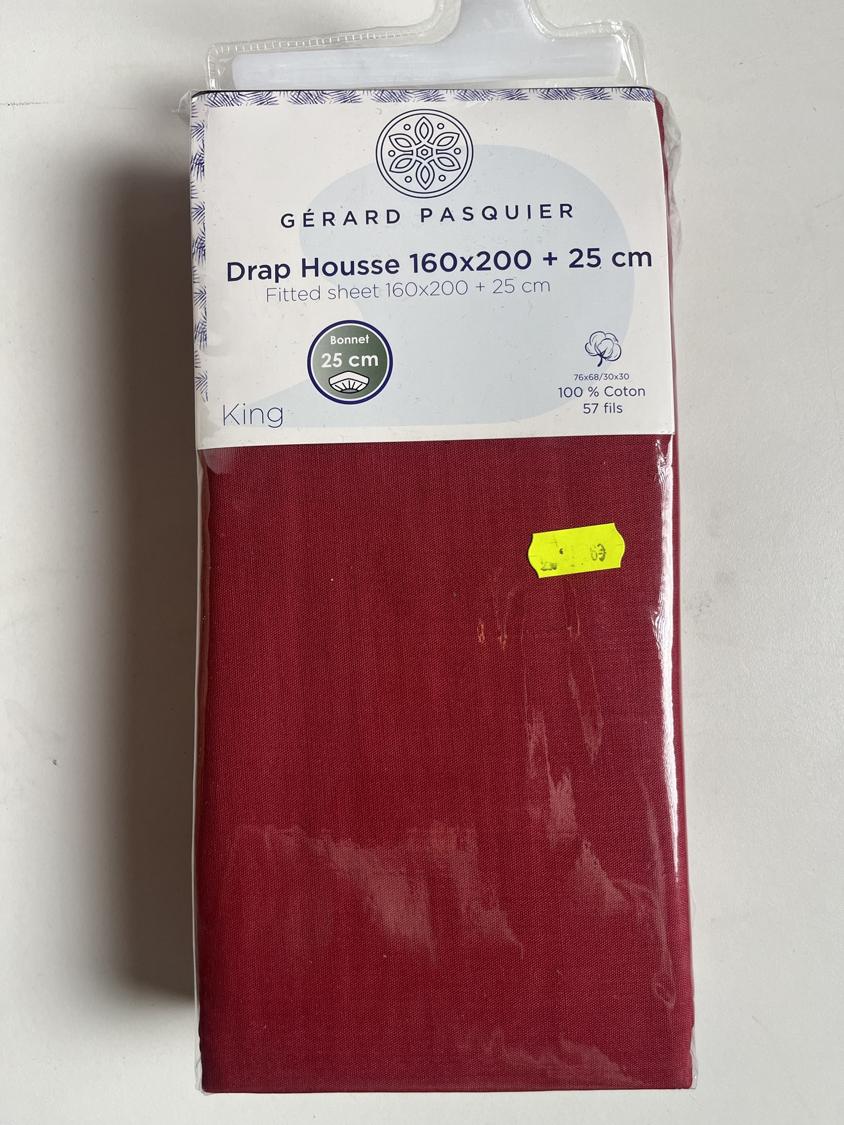 GÉRARD PASQUIER
Drap Housse 160x200 + 25 cm
Fitted sheet 160x200 + 25 cm
Bonnet
25 cm
King
76x68/30x30
100 % Coton
57 fils